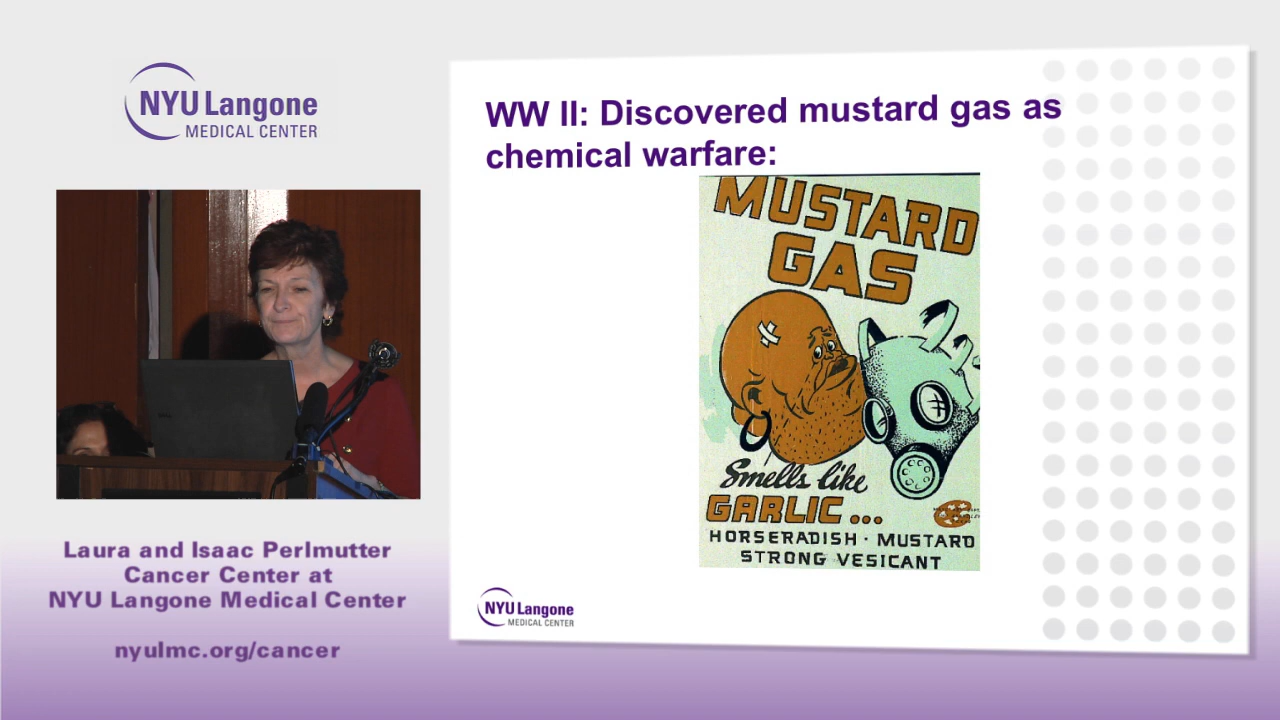 NYU Langone
MEDICAL CENTER
Laura and Isaac Perlmutter
Cancer Center at
NYU Langone Medical Center
nyulmc.org/cancer
WW II: Discovered mustard gas as
chemical warfare:
MUSTARD
GAS
Smells like
GARLIC...
HORSERADISH · MUSTARD
STRONG VESICANT
NYU Langone
MEDICAL CENTER